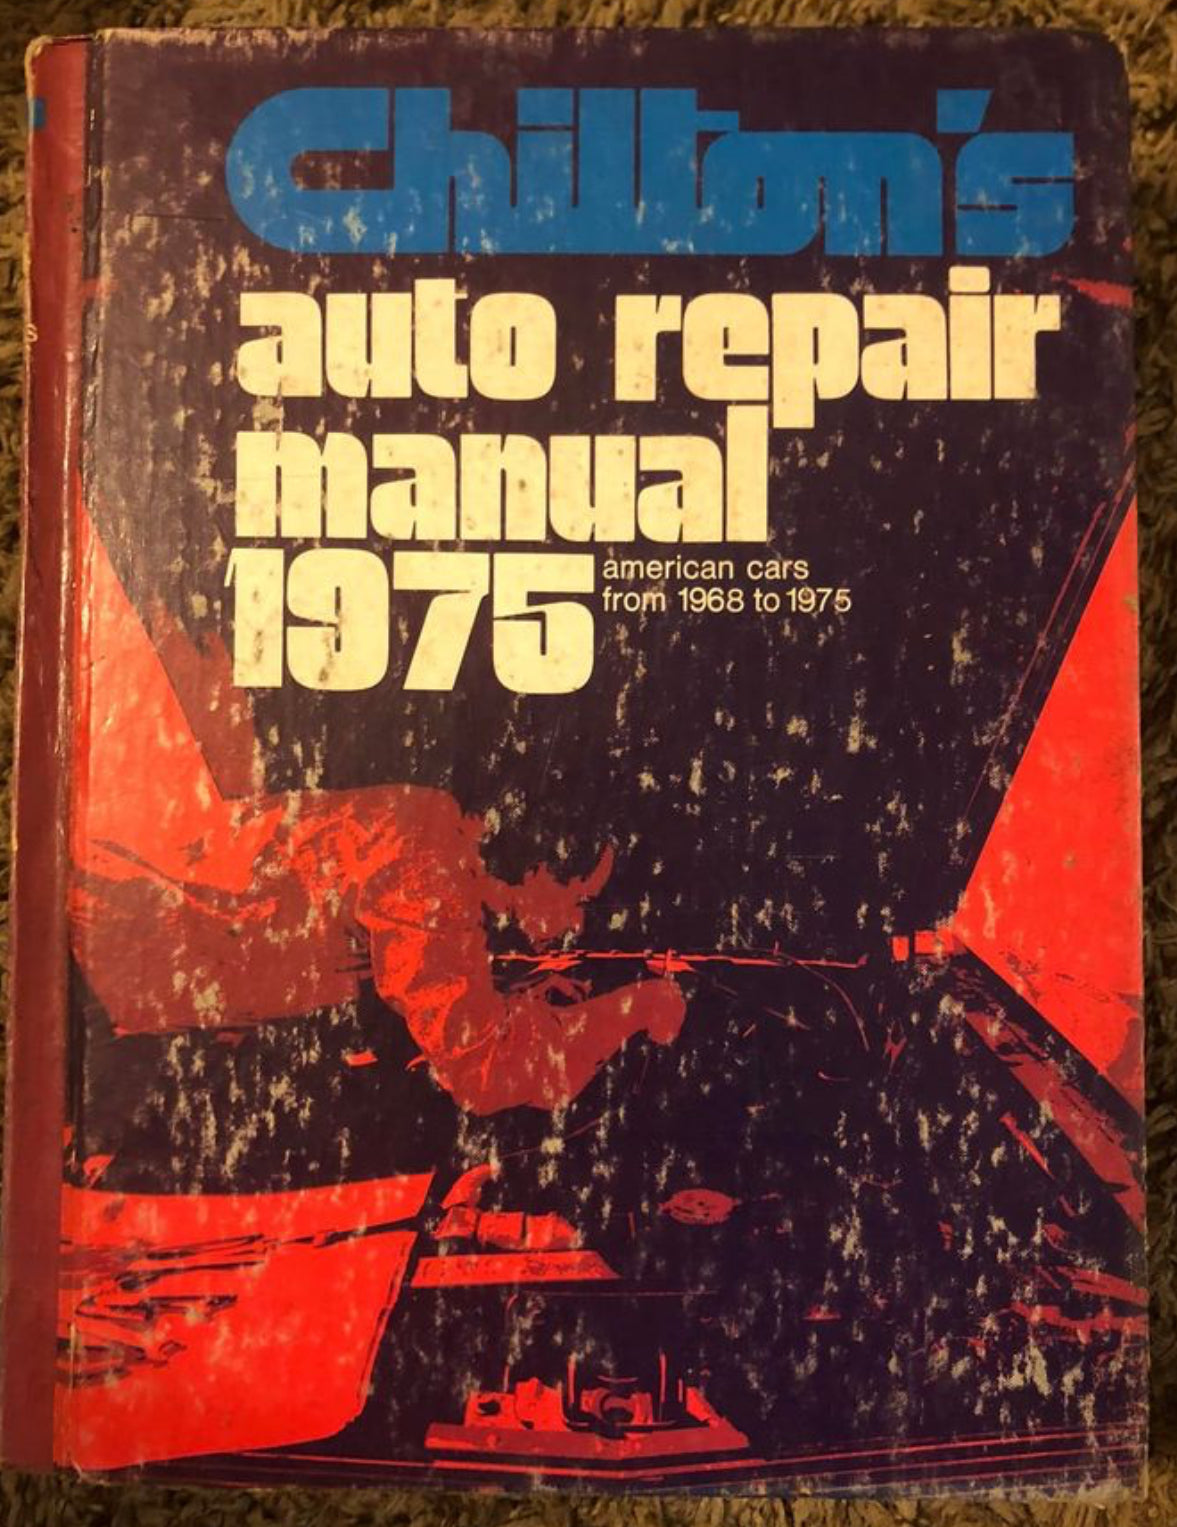 Chilton's
auto repair
manual
1975
american cars
from 1968 to 1975
s